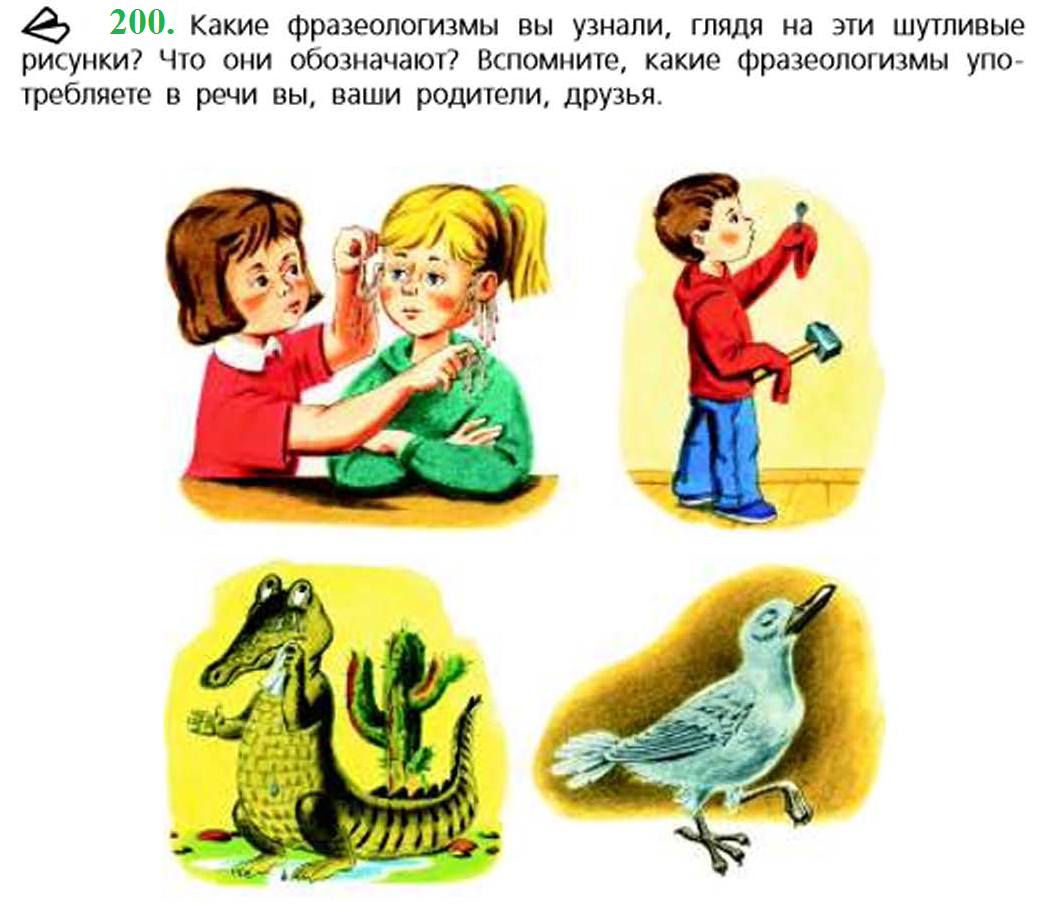 200. Какие фразеологизмы вы узнали, глядя на эти шутливые
рисунки? Что они обозначают? Вспомните, какие фразеологизмы упо-
требляете в речи вы, ваши родители, друзья.